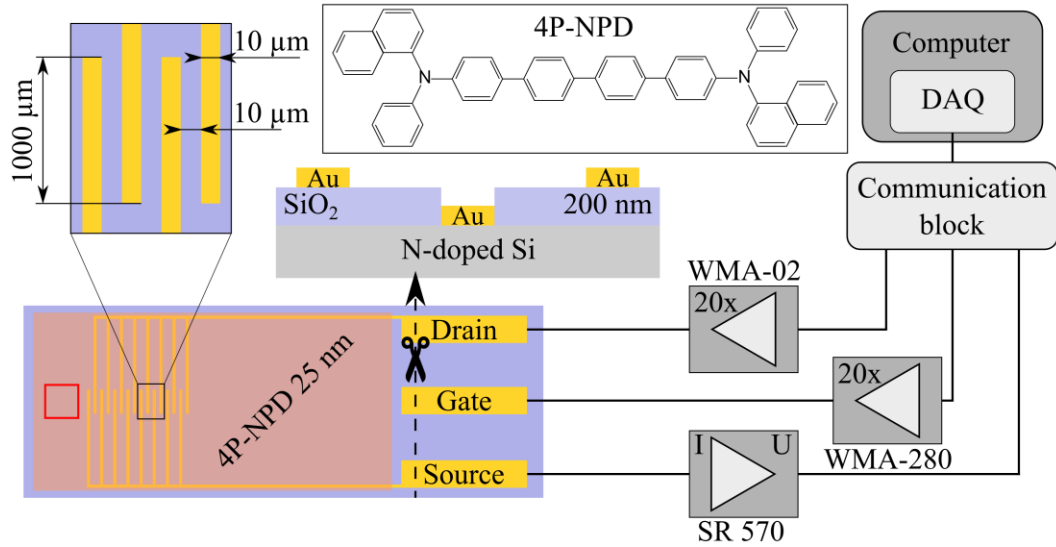 10 µm
10 µm
1000 µm
4P-NPD
N
N
Computer
DAQ
Communication
block
Au
Au
SiO₂
Au
200 nm
N-doped Si
WMA-02
20x
Drain
20x
Gate
WMA-280
4P-NPD 25 nm
I U
Source
SR 570